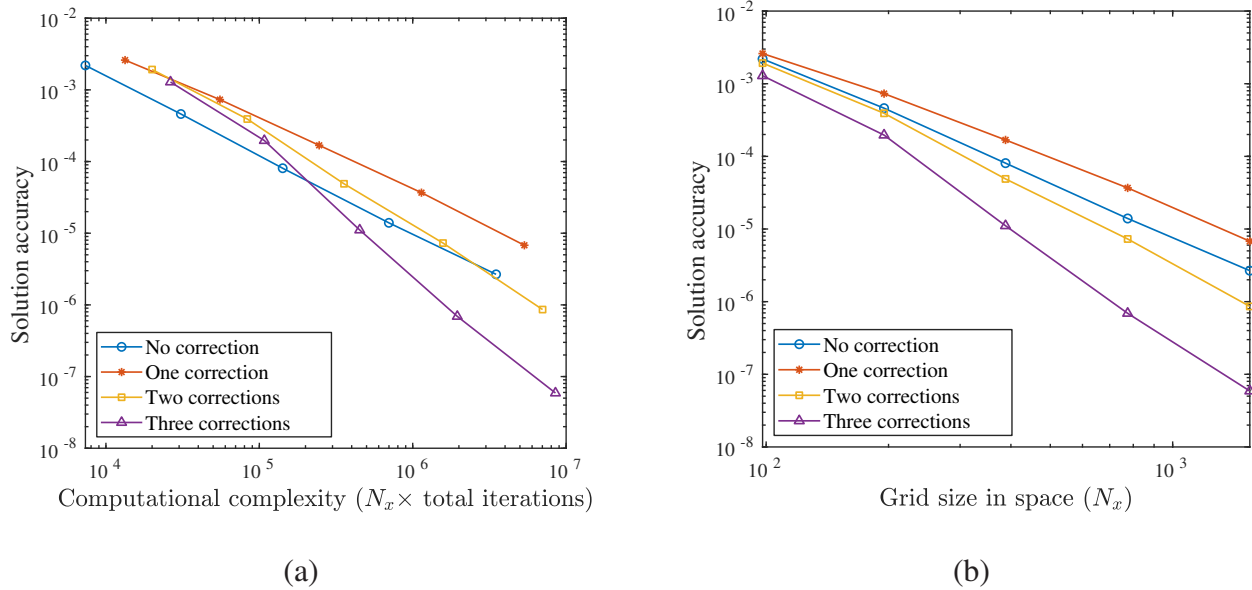 10^-2
10^-3
10^-4
10^-5
10^-6
10^-7
10^-8
Solution accuracy
No correction
One correction
Two corrections
Three corrections
10^4 10^5 10^6 10^7
Computational complexity (N_x× total iterations)
(a)
10^-2
10^-3
10^-4
10^-5
10^-6
10^-7
10^-8
Solution accuracy
No correction
One correction
Two corrections
Three corrections
10^2 10^3
Grid size in space (N_x)
(b)